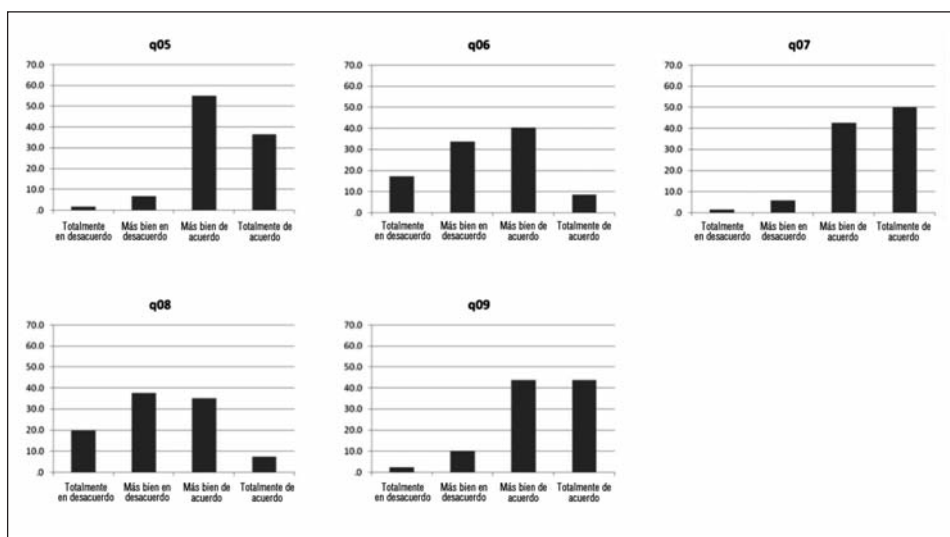 q05
70.0
60.0
50.0
40.0
30.0
20.0
10.0
.0
Totalmente en desacuerdo
Más bien en desacuerdo
Más bien de acuerdo
Totalmente de acuerdo
q06
70.0
60.0
50.0
40.0
30.0
20.0
10.0
.0
Totalmente en desacuerdo
Más bien en desacuerdo
Más bien de acuerdo
Totalmente de acuerdo
q07
70.0
60.0
50.0
40.0
30.0
20.0
10.0
.0
Totalmente en desacuerdo
Más bien en desacuerdo
Más bien de acuerdo
Totalmente de acuerdo
q08
70.0
60.0
50.0
40.0
30.0
20.0
10.0
.0
Totalmente en desacuerdo
Más bien en desacuerdo
Más bien de acuerdo
Totalmente de acuerdo
q09
70.0
60.0
50.0
40.0
30.0
20.0
10.0
.0
Totalmente en desacuerdo
Más bien en desacuerdo
Más bien de acuerdo
Totalmente de acuerdo